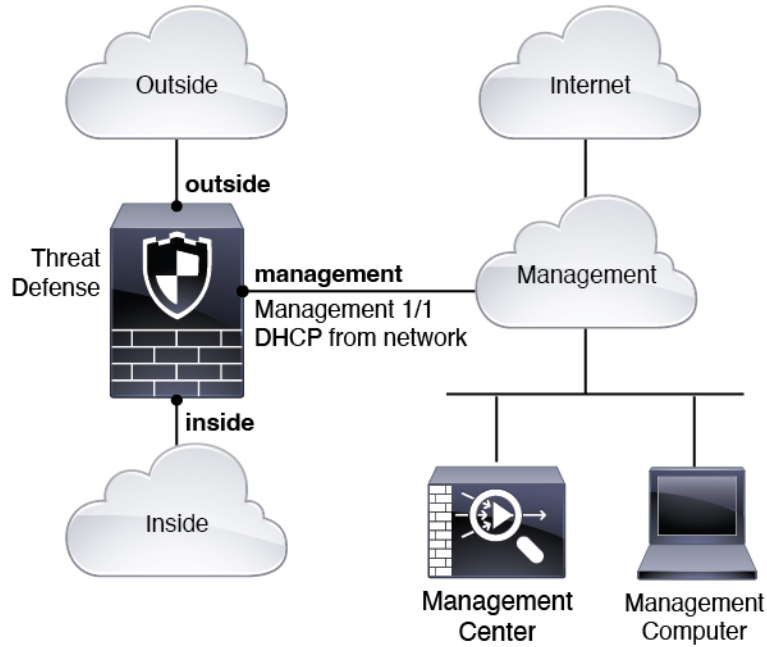 Outside
Internet
outside
Threat
Defense
management
Management 1/1
DHCP from network
Management
inside
Inside
Management
Center
Management
Computer